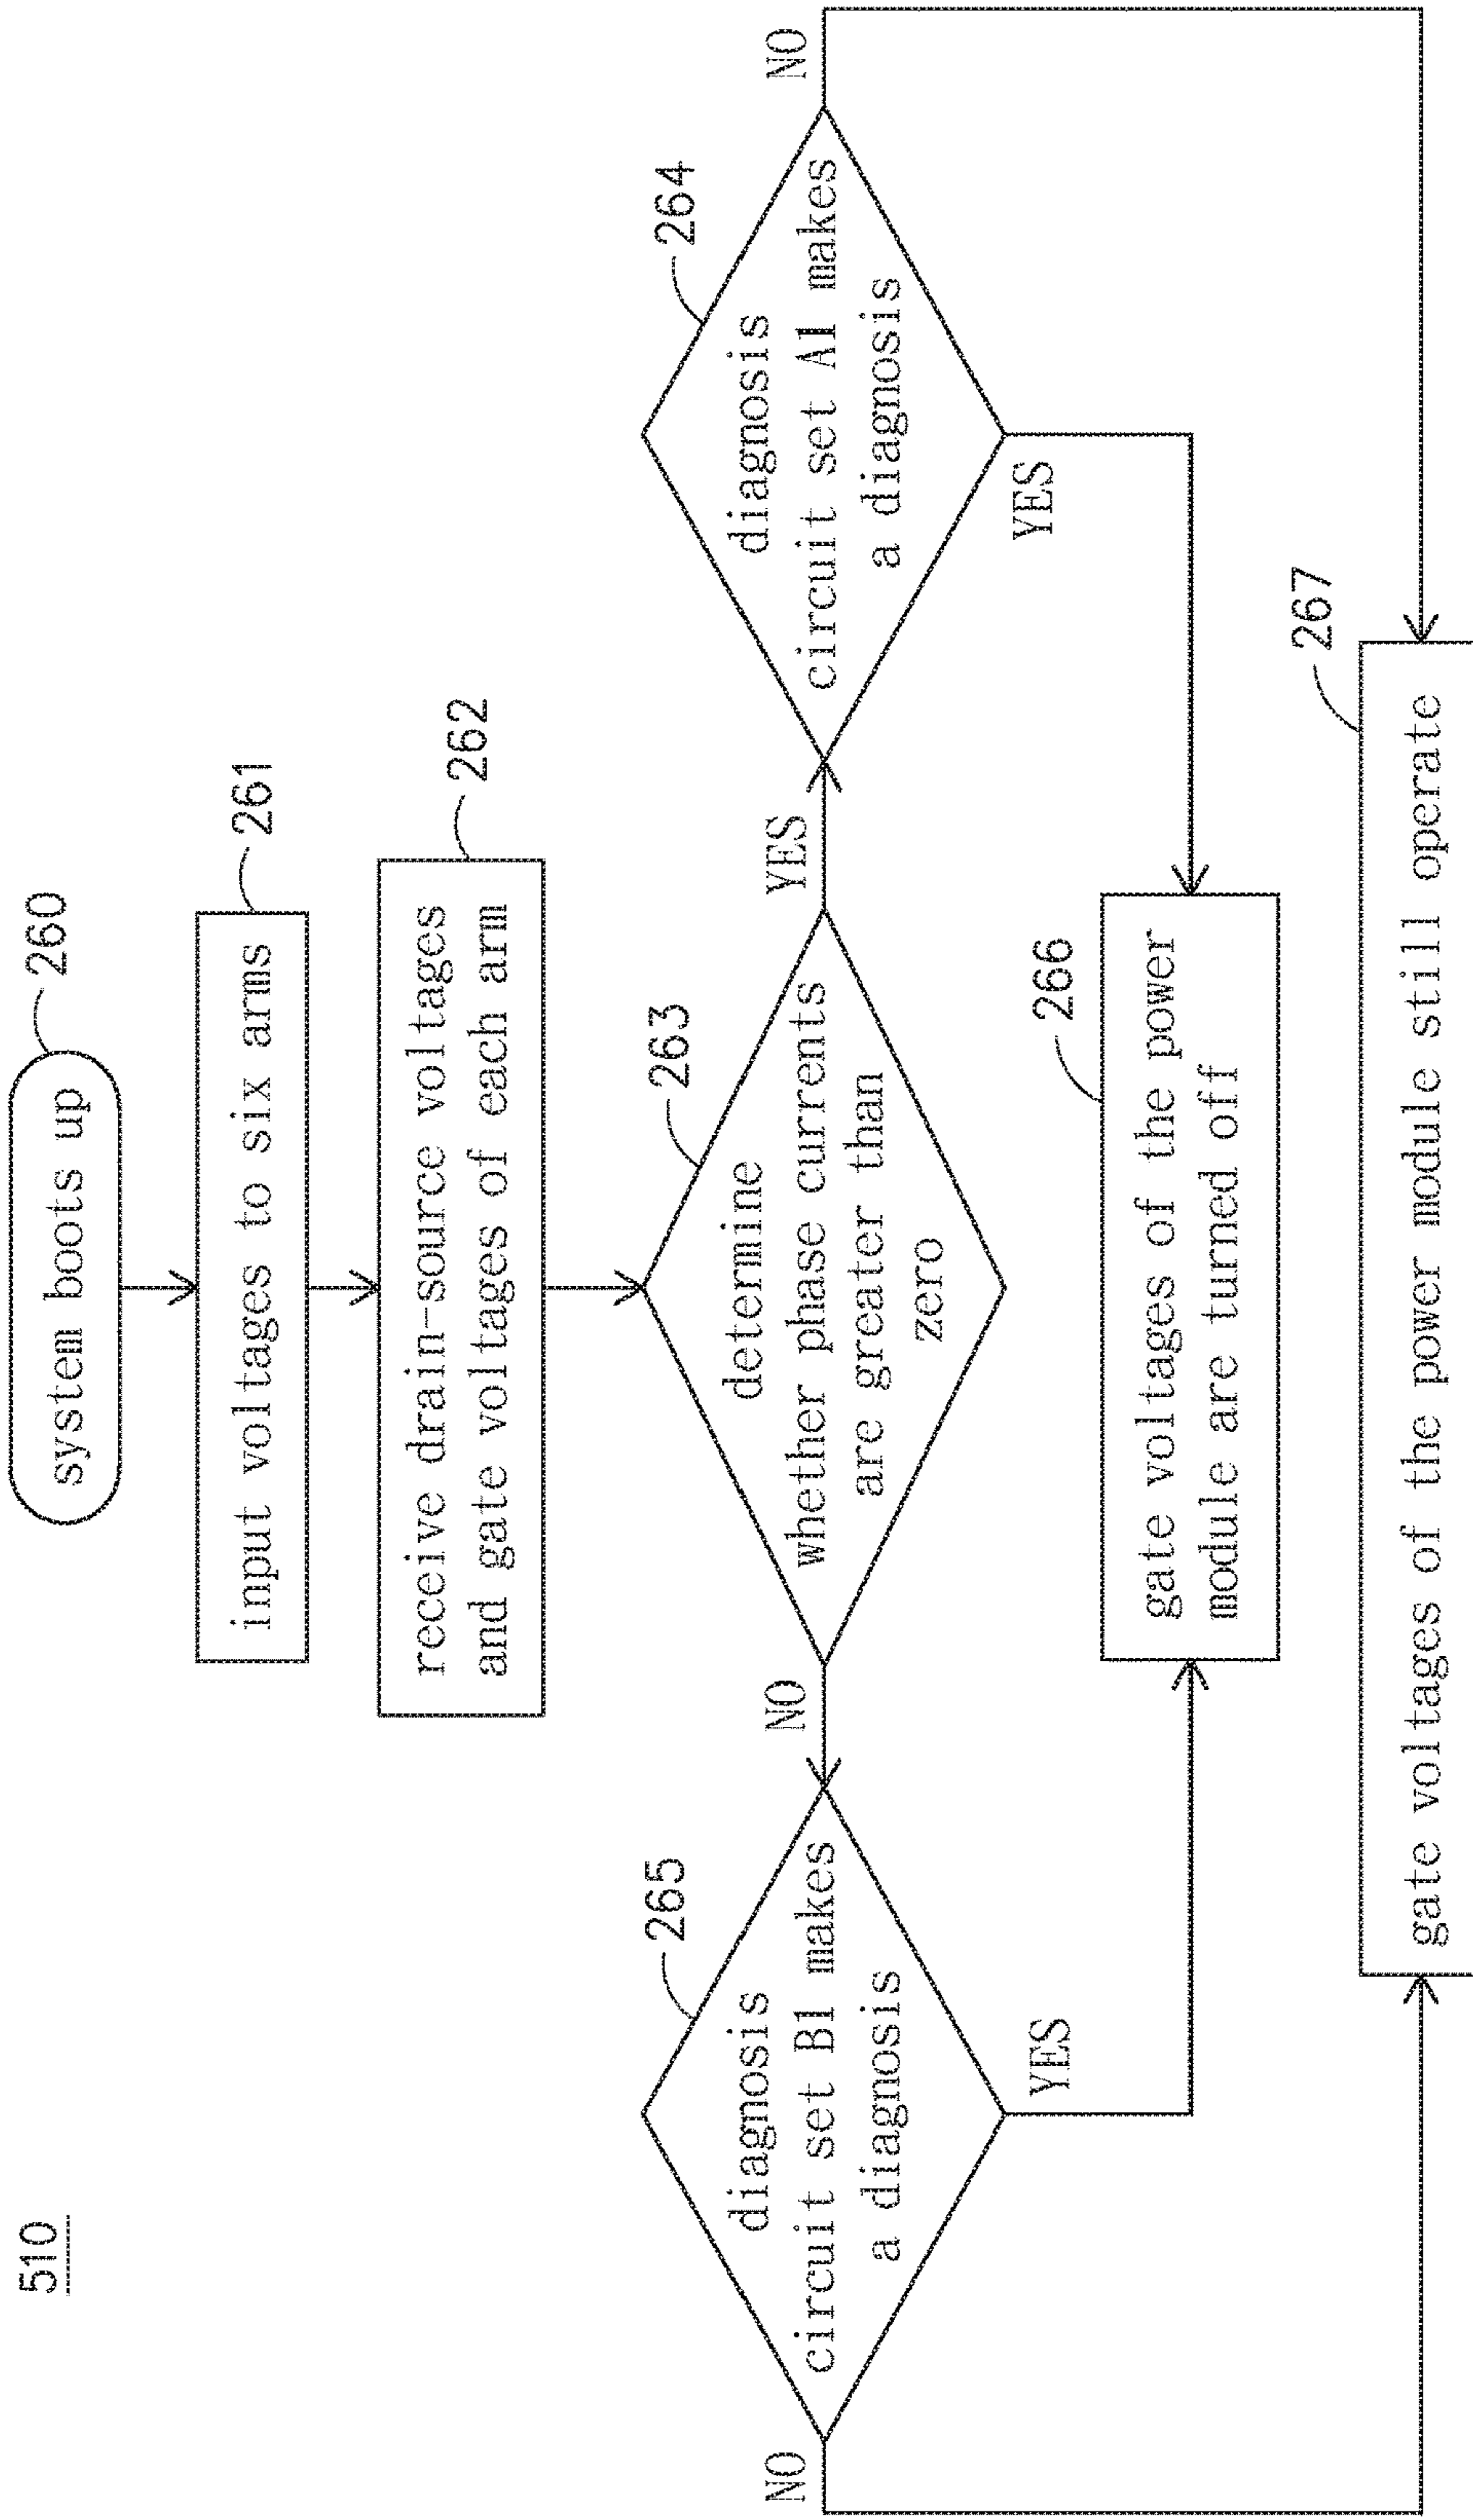 510
system boots up
260
input voltages to six arms
261
receive drain-source voltages
and gate voltages of each arm
262
determine
whether phase currents
are greater than
zero
263
NO
YES
diagnosis
circuit set B1 makes
a diagnosis
265
NO
YES
diagnosis
circuit set A1 makes
a diagnosis
264
NO
YES
gate voltages of the power
module are turned off
266
gate voltages of the power module still operate
267